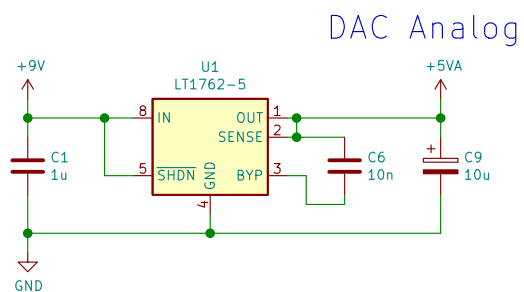 DAC Analog
+9V
U1
LT1762-5
+5VA
8
IN
OUT
1
SENSE
2
C1
1u
5
SHDN
GND
BYP
3
4
C6
10n
+
C9
10u
GND